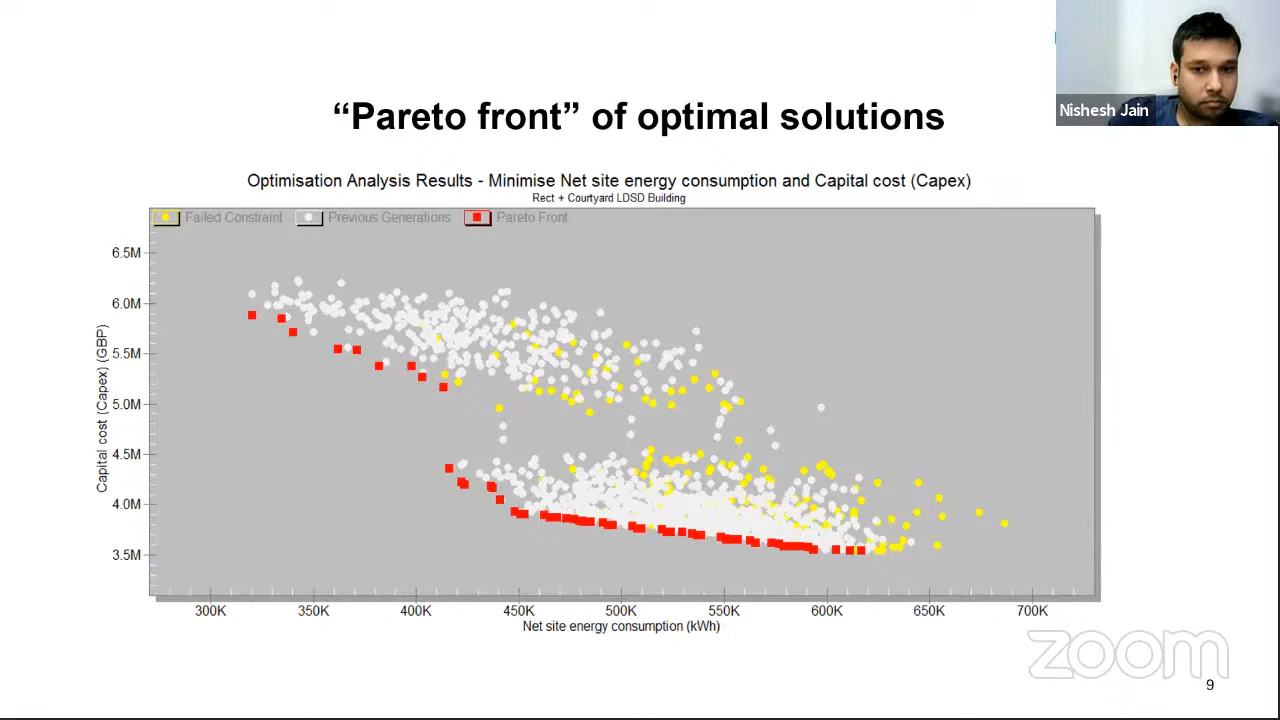 Nishesh Jain
“Pareto front” of optimal solutions
Optimisation Analysis Results - Minimise Net site energy consumption and Capital cost (Capex)
Rect + Courtyard LDSD Building
Failed Constraint Previous Generations Pareto Front
6.5M
6.0M
5.5M
5.0M
4.5M
4.0M
3.5M
Capital cost (Capex) (GBP)
300K 350K 400K 450K 500K 550K 600K 650K 700K
Net site energy consumption (kWh)
zoom
9